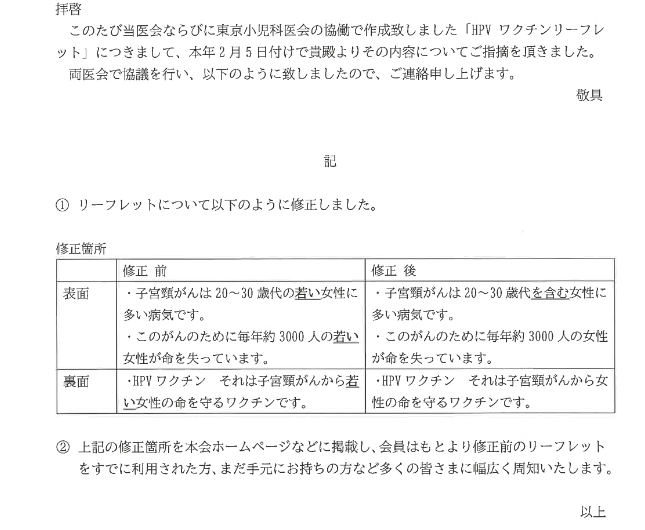 拝啓
このたび当医会ならびに東京小児科医会の協働で作成致しました「HPV ワクチンリーフレ
ット」につきまして、本年２月５日付けで貴殿よりその内容についてご指摘を頂きました。
両医会で協議を行い、以下のように致しましたので、ご連絡申し上げます。
敬具
記
① リーフレットについて以下のように修正しました。
修正箇所
修正 前
修正 後
表面
・子宮頸がんは 20～30 歳代の若い女性に
多い病気です。
・このがんのために毎年約 3000 人の若い
女性が命を失っています。
・子宮頸がんは 20～30 歳代を含む女性に
多い病気です。
・このがんのために毎年約 3000 人の女性
が命を失っています。
裏面
・HPV ワクチン　それは子宮頸がんから若
い女性の命を守るワクチンです。
・HPV ワクチン　それは子宮頸がんから女
性の命を守るワクチンです。
② 上記の修正箇所を本会ホームページなどに掲載し、会員はもとより修正前のリーフレット
をすでに利用された方、まだ手元にお持ちの方など多くの皆さまに幅広く周知いたします。
以上